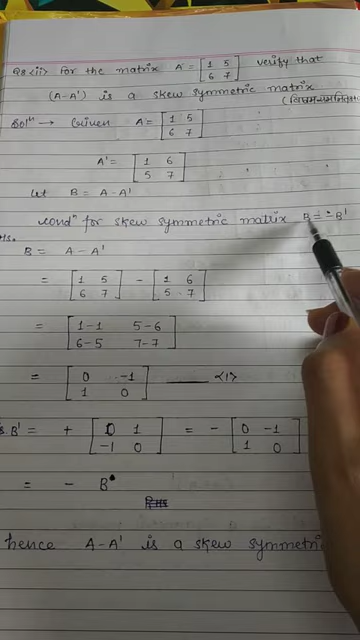 Q8(ii) for the matrix A = [1 5 6 7] verify that
(A-A') is a skew symmetric matrix
Solⁿ → Given A = [1 5 6 7]
A' = [1 6 5 7]
Let B = A - A'
condⁿ for skew symmetric matrix B = - B'
B = A - A'
= [1 5 6 7] - [1 6 5 7]
= [1-1 5-6 6-5 7-7]
= [0 -1 1 0] —— <1>
B' = + [0 1 -1 0] = - [0 -1 1 0]
= - B
hence A-A' is a skew symmetric